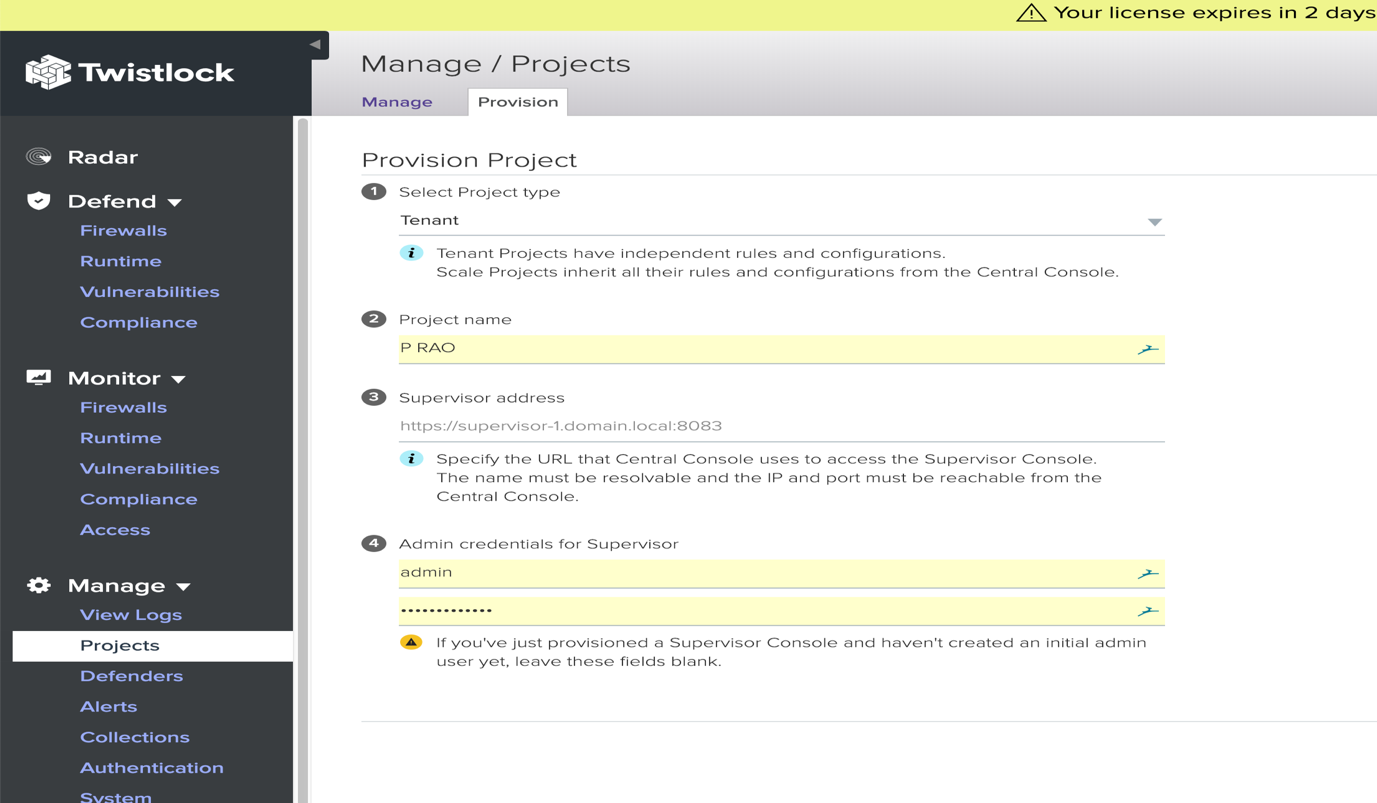 Your license expires in 2 days
Twistlock
Manage / Projects
Manage
Provision
Radar
Defend
Firewalls
Runtime
Vulnerabilities
Compliance
Monitor
Firewalls
Runtime
Vulnerabilities
Compliance
Access
Manage
View Logs
Projects
Defenders
Alerts
Collections
Authentication
System
Provision Project
1 Select Project type
Tenant
Tenant Projects have independent rules and configurations.
Scale Projects inherit all their rules and configurations from the Central Console.
2 Project name
P RAO
3 Supervisor address
https://supervisor-1.domain.local:8083
Specify the URL that Central Console uses to access the Supervisor Console.
The name must be resolvable and the IP and port must be reachable from the
Central Console.
4 Admin credentials for Supervisor
admin
•••••••••••••
If you've just provisioned a Supervisor Console and haven't created an initial admin
user yet, leave these fields blank.